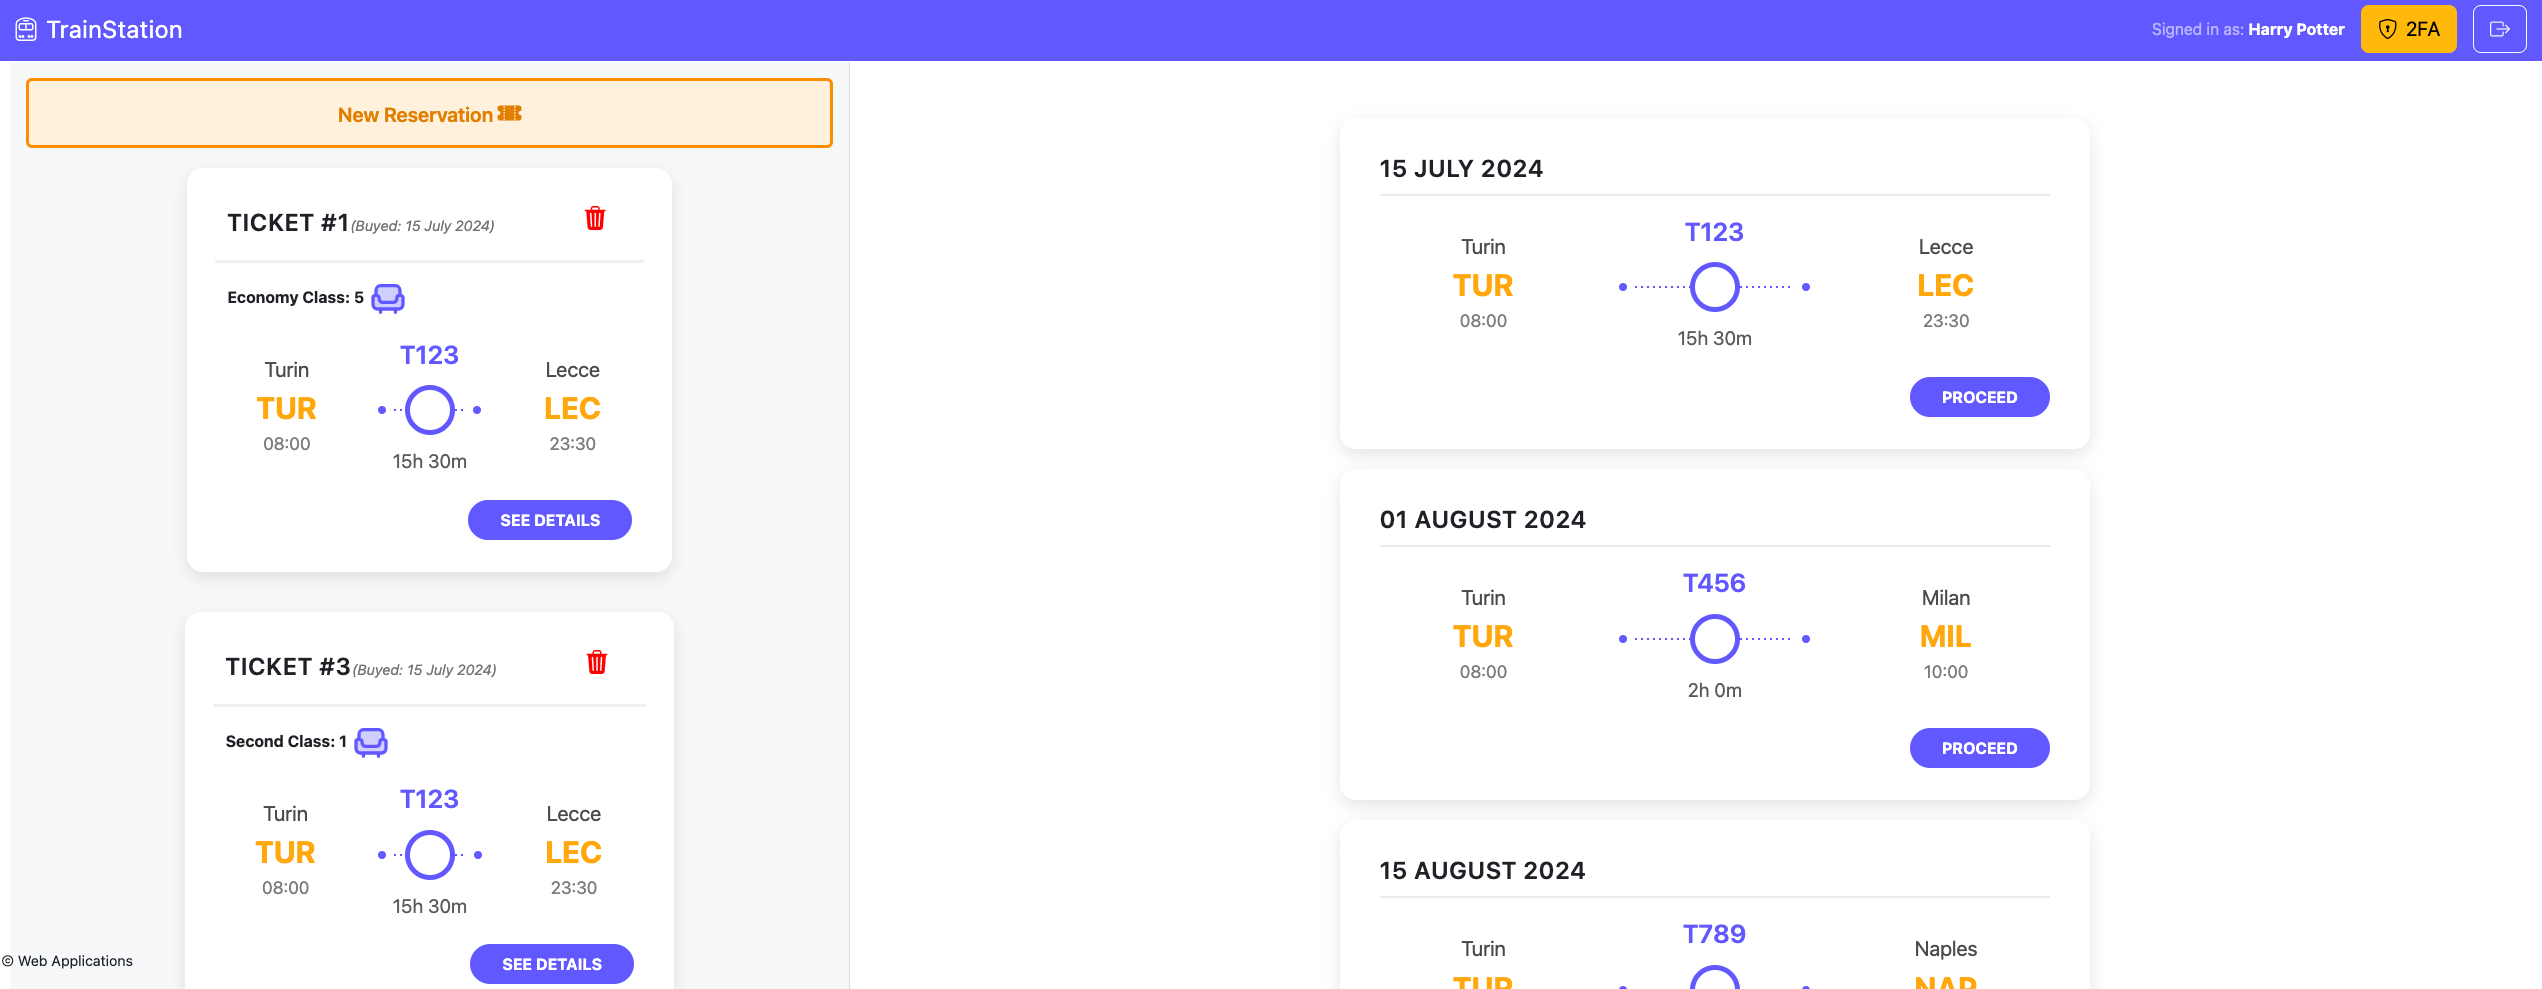 TrainStation
Signed in as: Harry Potter
2FA
New Reservation
TICKET #1 (Buyed: 15 July 2024)
Economy Class: 5
T123
Turin
Lecce
TUR
LEC
08:00
23:30
15h 30m
SEE DETAILS
TICKET #3 (Buyed: 15 July 2024)
Second Class: 1
T123
Turin
Lecce
TUR
LEC
08:00
23:30
15h 30m
SEE DETAILS
© Web Applications
15 JULY 2024
T123
Turin
Lecce
TUR
LEC
08:00
23:30
15h 30m
PROCEED
01 AUGUST 2024
T456
Turin
Milan
TUR
MIL
08:00
10:00
2h 0m
PROCEED
15 AUGUST 2024
T789
Turin
Naples
TUR
NAP